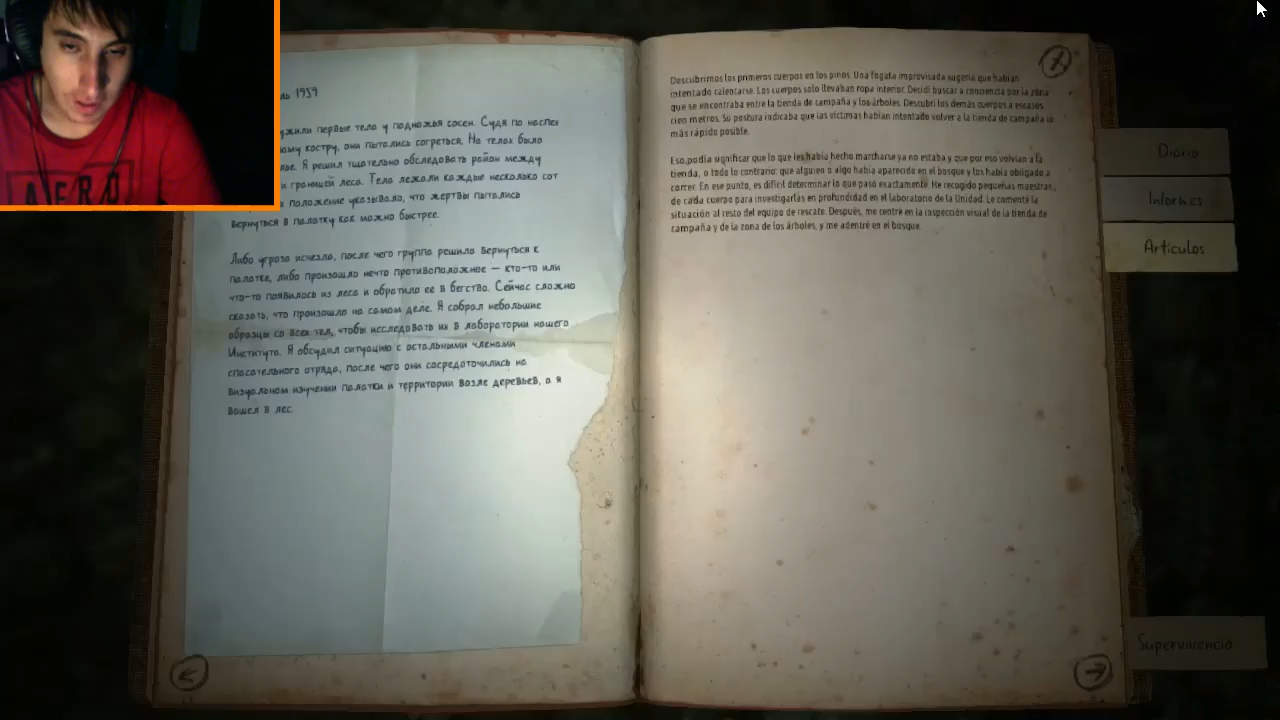 AERO
ль 1959
ужили первые тела у подножья сосен. Судя по наспех
ому костру, они пытались согреться. На телах было
лье. Я решил тщательно обследовать район между
и границей леса. Тела лежали каждые несколько сот
х положение указывало, что жертвы пытались
вернуться в палатку как можно быстрее.
Либо угроза исчезла, после чего группа решила вернуться к
палатке, либо произошло нечто противоположное — кто-то или
что-то появилось из леса и обратило ее в бегство. Сейчас сложно
сказать, что произошло на самом деле. Я собрал небольшие
образцы со всех тел, чтобы исследовать их в лаборатории нашего
Института. Я обсудил ситуацию с остальными членами
спасательного отряда, после чего они сосредоточились на
визуальном изучении палатки и территории возле деревьев, а я
вошел в лес.
Descubrimos los primeros cuerpos en los pinos. Una fogata improvisada sugería que habían
intentado calentarse. Los cuerpos solo llevaban ropa interior. Decidí buscar a conciencia por la zona
que se encontraba entre la tienda de campaña y los árboles. Descubrí los demás cuerpos a escasos
cien metros. Su postura indicaba que las víctimas habían intentado volver a la tienda de campaña lo
más rápido posible.
Eso podía significar que lo que les había hecho marcharse ya no estaba y que por eso volvían a la
tienda, o todo lo contrario: que alguien o algo había aparecido en el bosque y los había obligado a
correr. En ese punto, es difícil determinar lo que pasó exactamente. He recogido pequeñas muestras
de cada cuerpo para investigarlas en profundidad en el laboratorio de la Unidad. Le comenté la
situación al resto del equipo de rescate. Después, me centré en la inspección visual de la tienda de
campaña y de la zona de los árboles, y me adentré en el bosque.
Diario
Informes
Artículos
Supervivencia